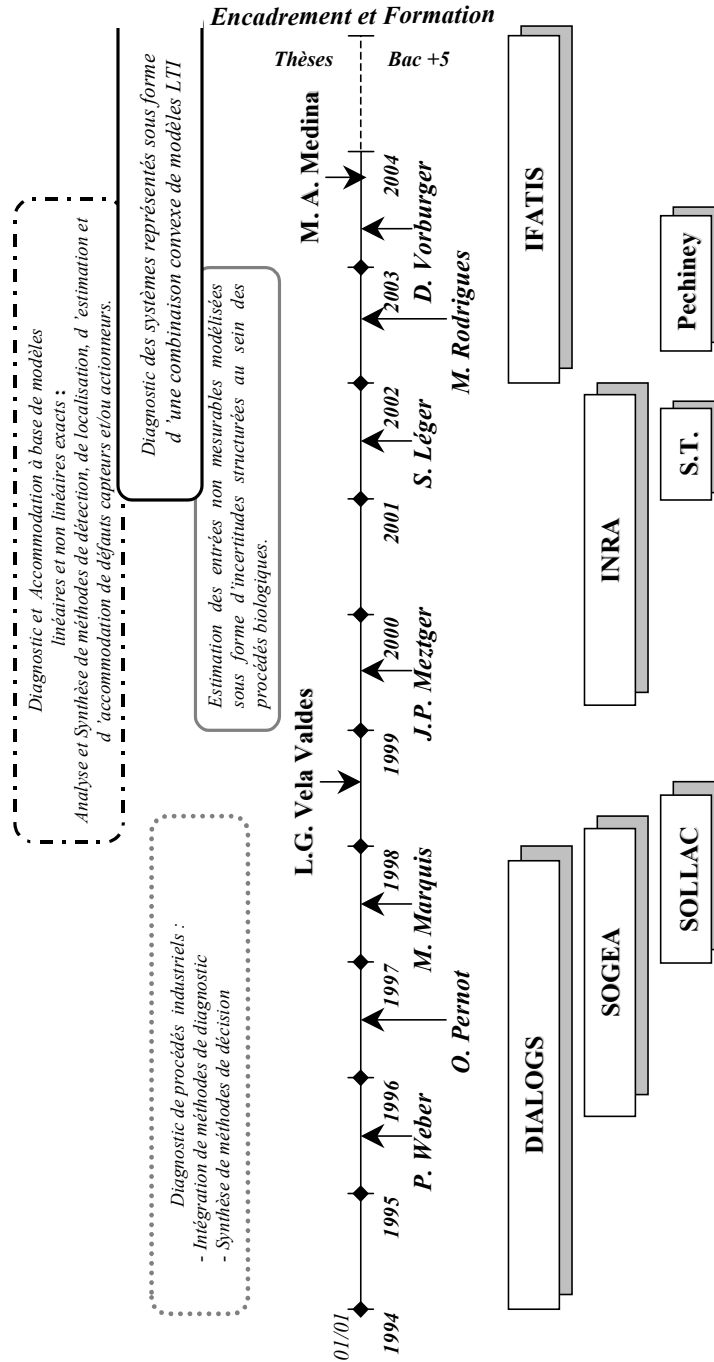 Encadrement et Formation
Thèses
Bac +5
Diagnostic et Accommodation à base de modèles
linéaires et non linéaires exacts :
Analyse et Synthèse de méthodes de détection, de localisation, d 'estimation et
d 'accommodation de défauts capteurs et/ou actionneurs.
Diagnostic des systèmes représentés sous forme
d 'une combinaison convexe de modèles LTI
Diagnostic de procédés industriels :
- Intégration de méthodes de diagnostic
- Synthèse de méthodes de décision
Estimation des entrées non mesurables modélisées
sous forme d'incertitudes structurées au sein des
procédés biologiques.
L.G. Vela Valdes
M. A. Medina
01/01
1994
1995
1996
1997
1998
1999
2000
2001
2002
2003
2004
P. Weber
O. Pernot
M. Marquis
J.P. Meztger
S. Léger
M. Rodrigues
D. Vorburger
DIALOGS
IFATIS
SOGEA
INRA
SOLLAC
S.T.
Pechiney